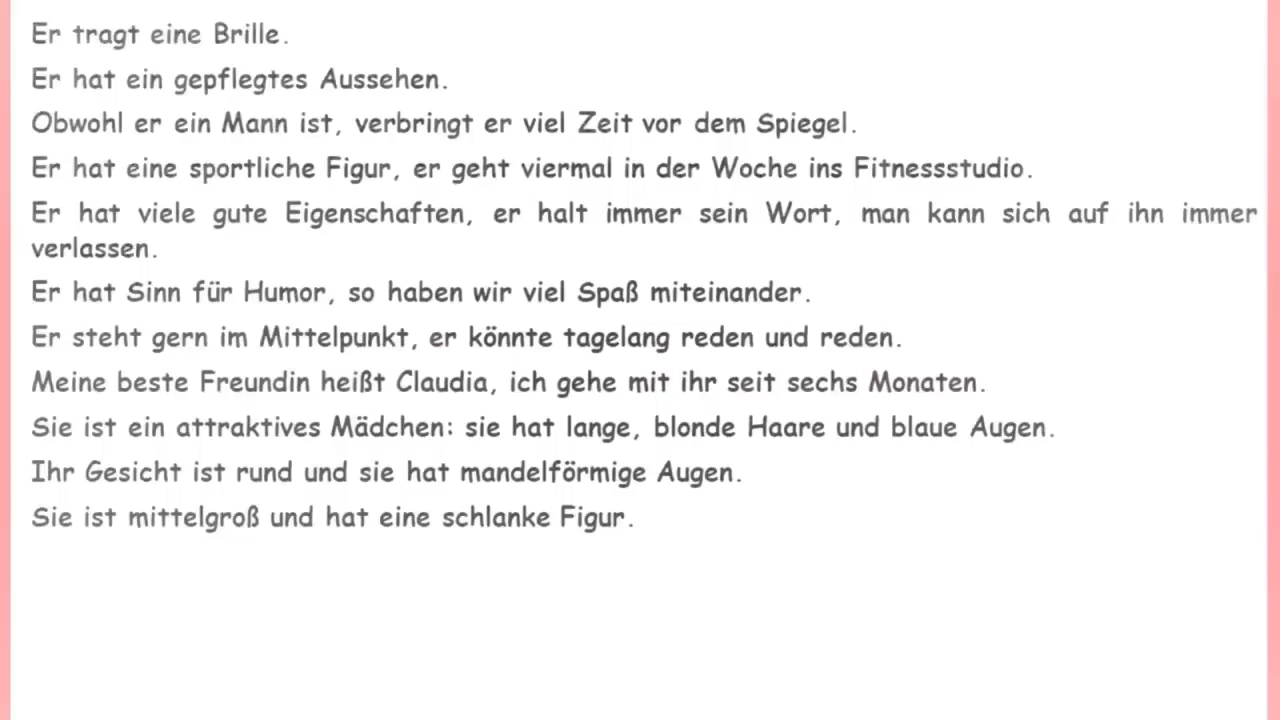 Er tragt eine Brille.
Er hat ein gepflegtes Aussehen.
Obwohl er ein Mann ist, verbringt er viel Zeit vor dem Spiegel.
Er hat eine sportliche Figur, er geht viermal in der Woche ins Fitnessstudio.
Er hat viele gute Eigenschaften, er halt immer sein Wort, man kann sich auf ihn immer
verlassen.
Er hat Sinn für Humor, so haben wir viel Spaß miteinander.
Er steht gern im Mittelpunkt, er könnte tagelang reden und reden.
Meine beste Freundin heißt Claudia, ich gehe mit ihr seit sechs Monaten.
Sie ist ein attraktives Mädchen: sie hat lange, blonde Haare und blaue Augen.
Ihr Gesicht ist rund und sie hat mandelförmige Augen.
Sie ist mittelgroß und hat eine schlanke Figur.